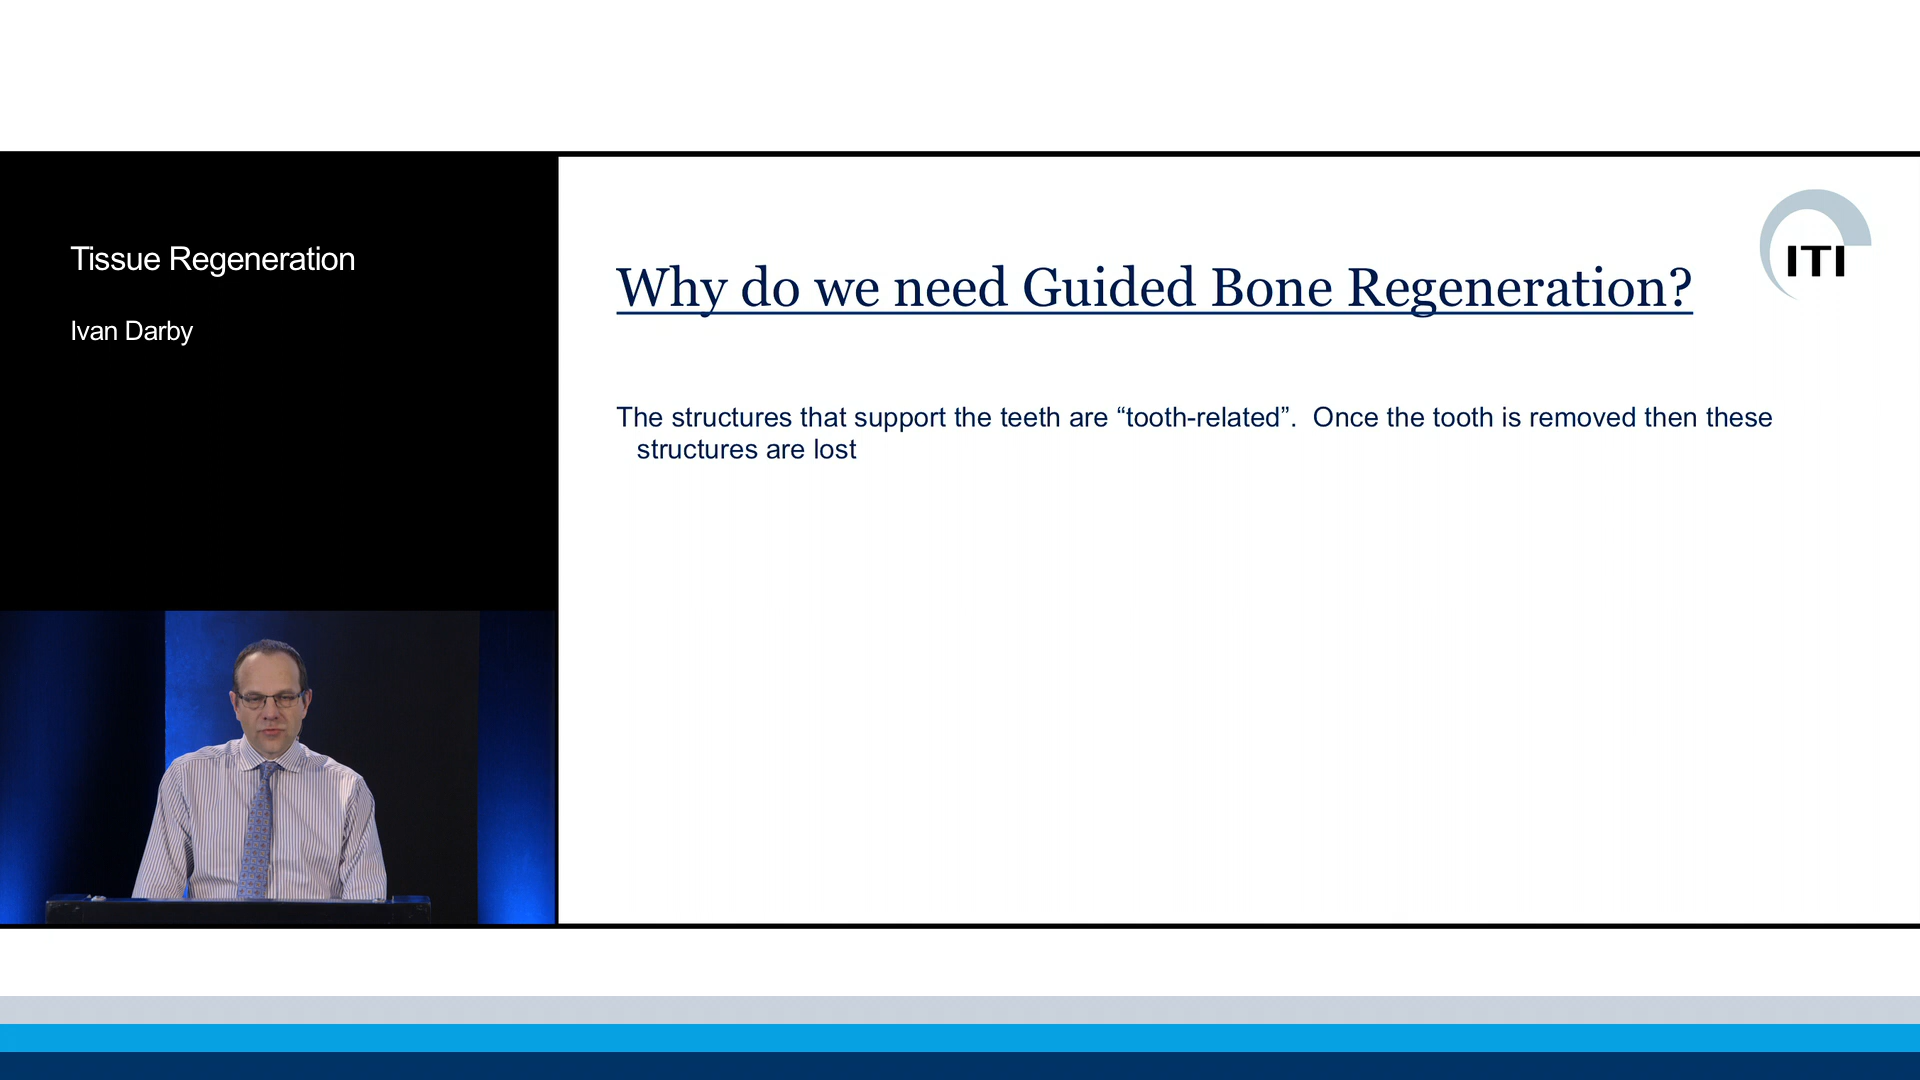 Tissue Regeneration
Ivan Darby
ITI
Why do we need Guided Bone Regeneration?
The structures that support the teeth are “tooth-related”.  Once the tooth is removed then these
structures are lost